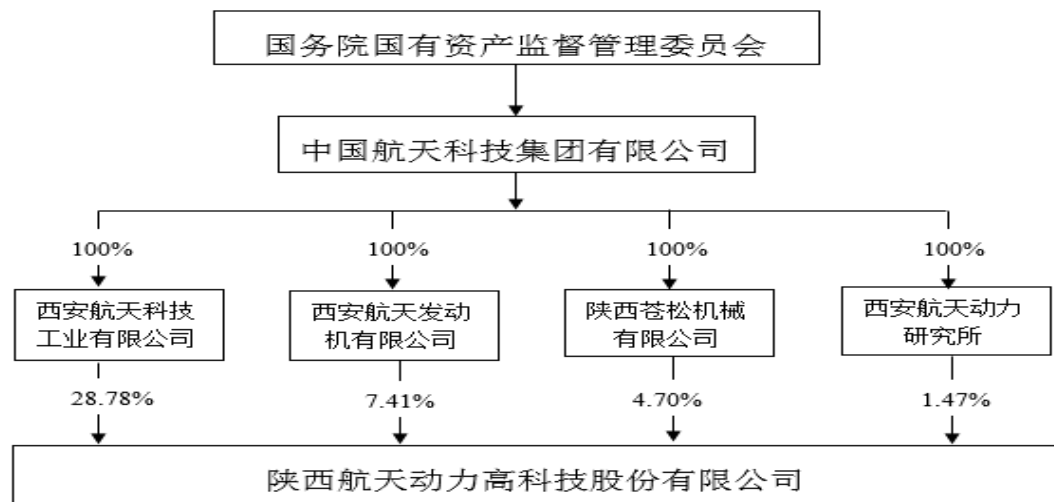 国务院国有资产监督管理委员会
中国航天科技集团有限公司
100% 100% 100% 100%
西安航天科技 西安航天发动 陕西苍松机械 西安航天动力
工业有限公司 机有限公司 有限公司 研究所
28.78% 7.41% 4.70% 1.47%
陕西航天动力高科技股份有限公司